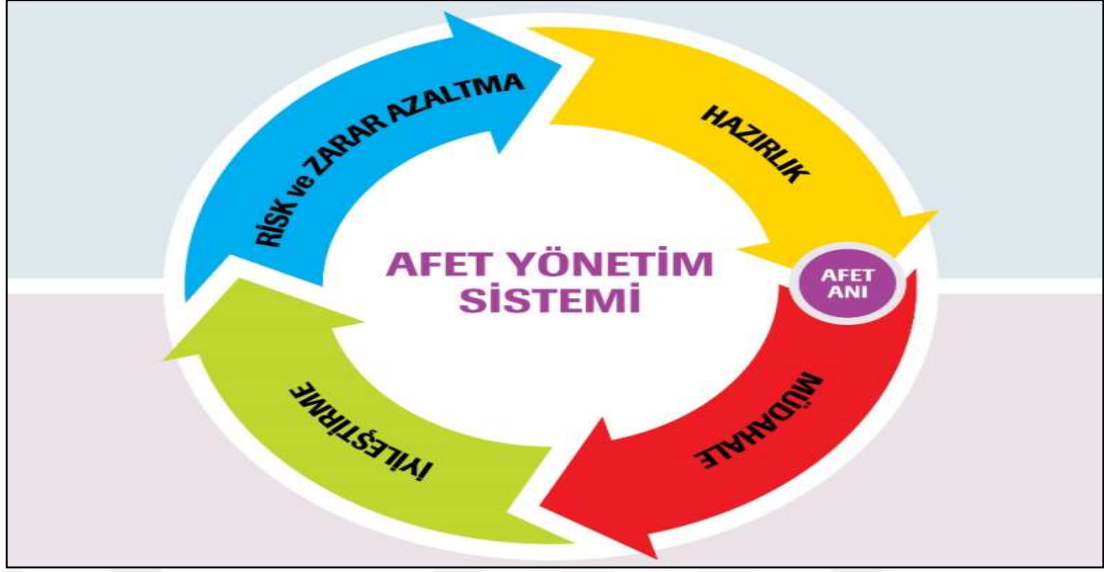 RİSK ve ZARAR AZALTMA
HAZIRLIK
AFET YÖNETİM
SİSTEMİ
AFET
ANI
MÜDAHALE
İYİLEŞTİRME